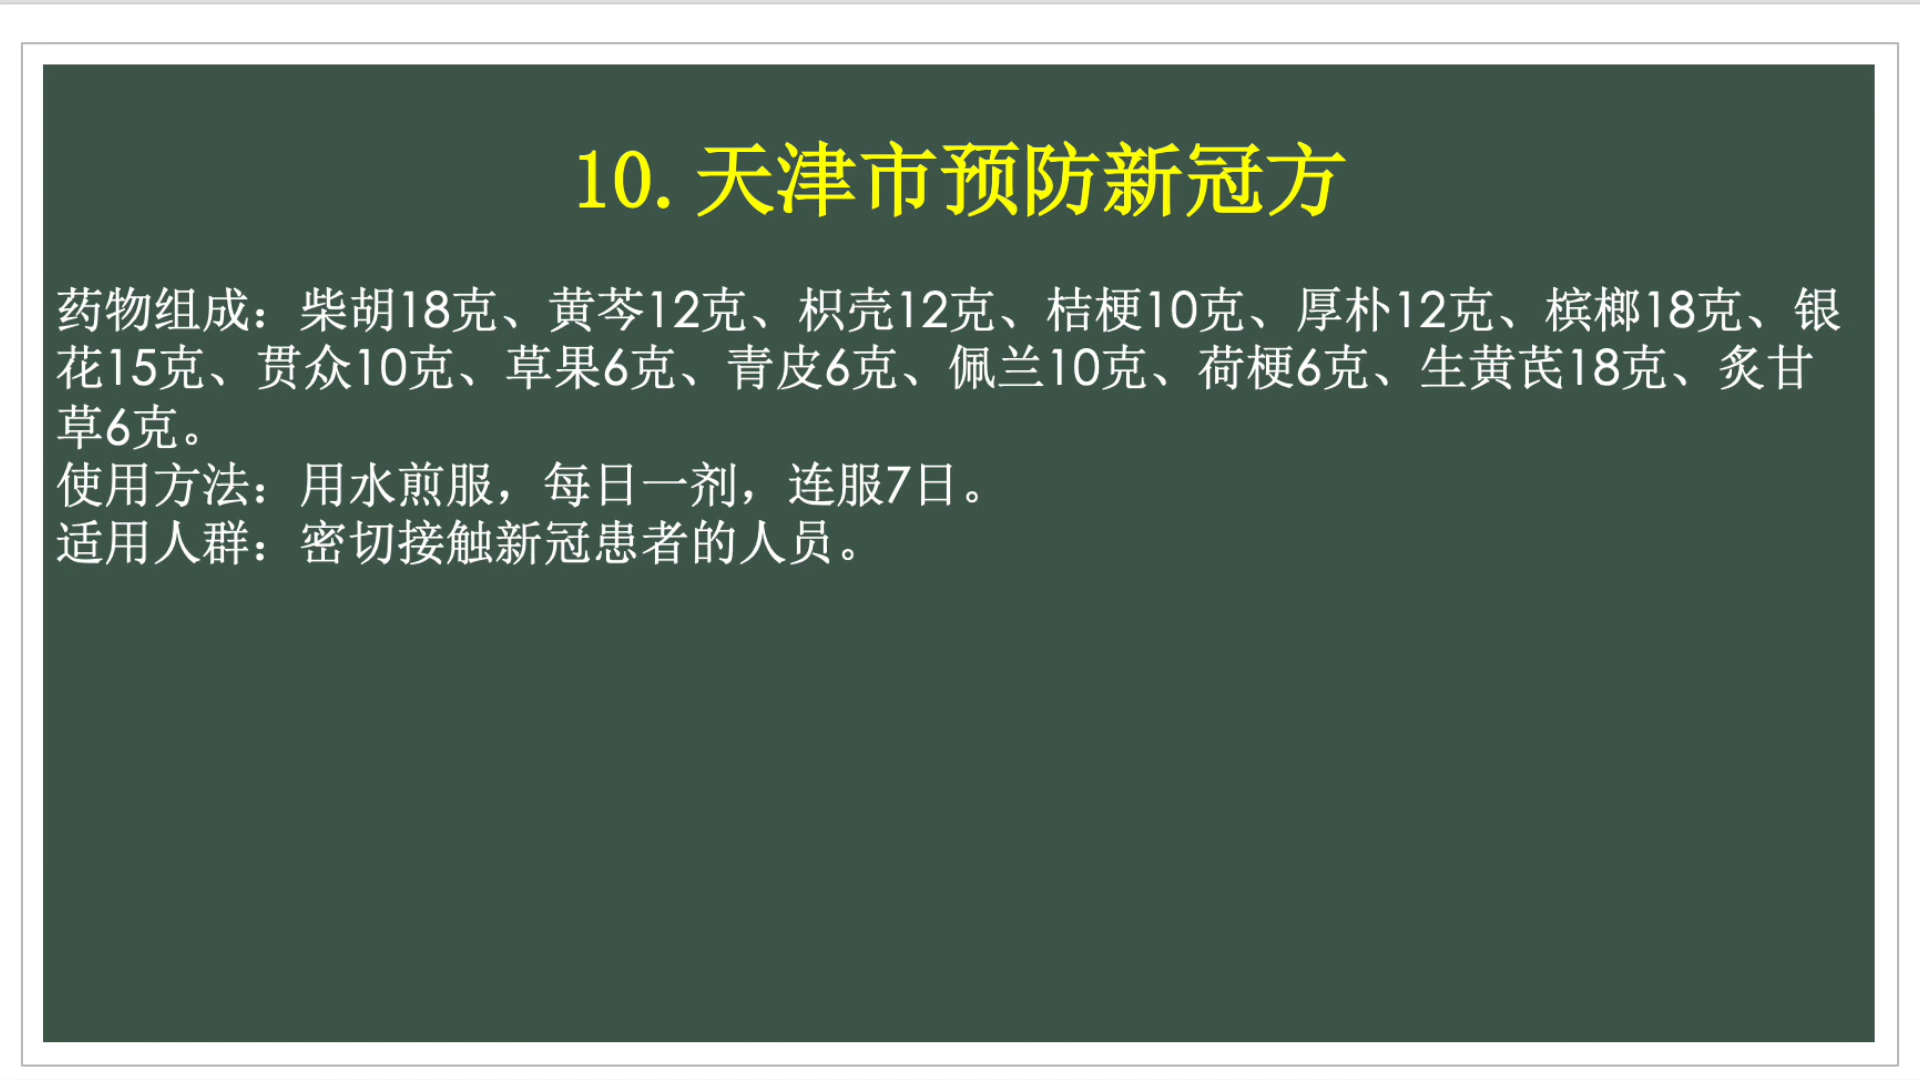 10.天津市预防新冠方
药物组成：柴胡18克、黄芩12克、枳壳12克、桔梗10克、厚朴12克、槟榔18克、银
花15克、贯众10克、草果6克、青皮6克、佩兰10克、荷梗6克、生黄芪18克、炙甘
草6克。
使用方法：用水煎服，每日一剂，连服7日。
适用人群：密切接触新冠患者的人员。